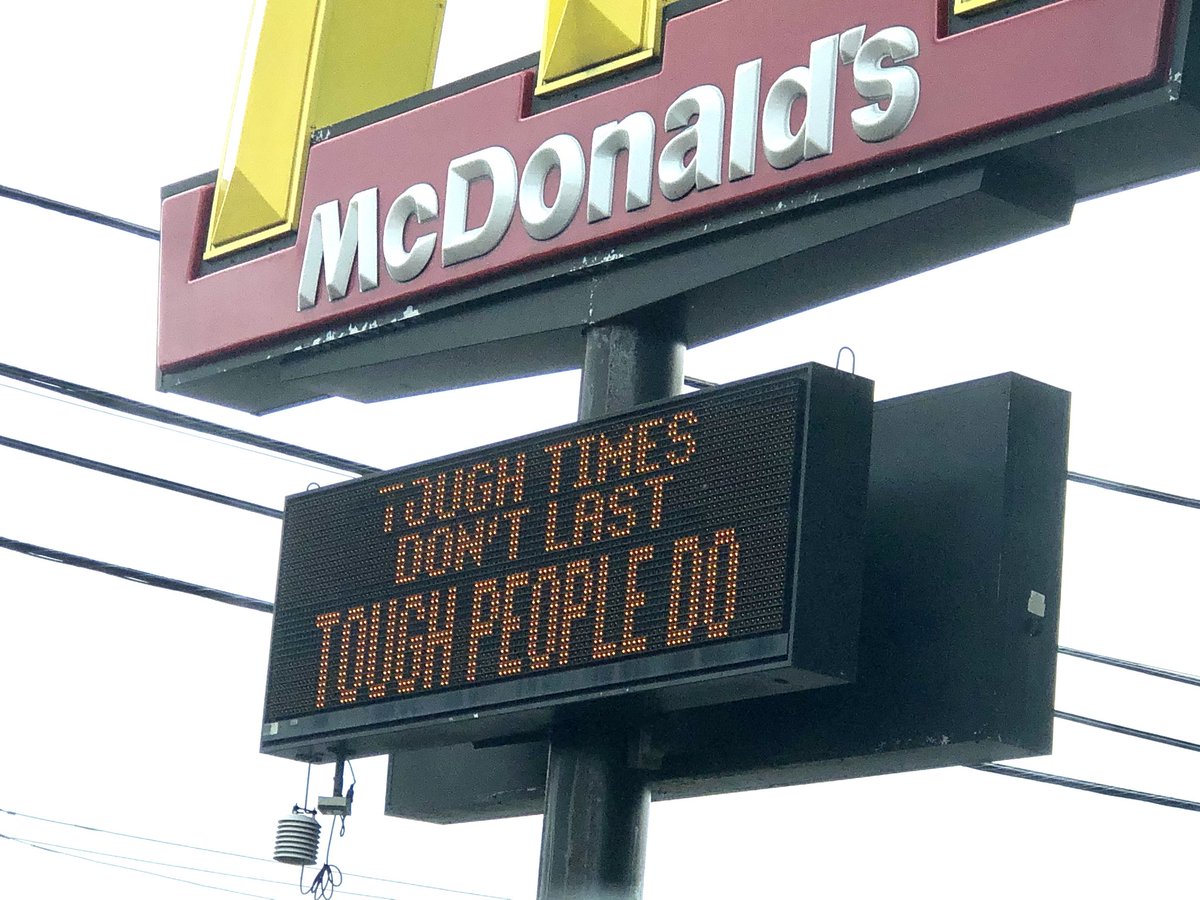 McDonald's
TOUGH TIMES
DON'T LAST
TOUGH PEOPLE DO